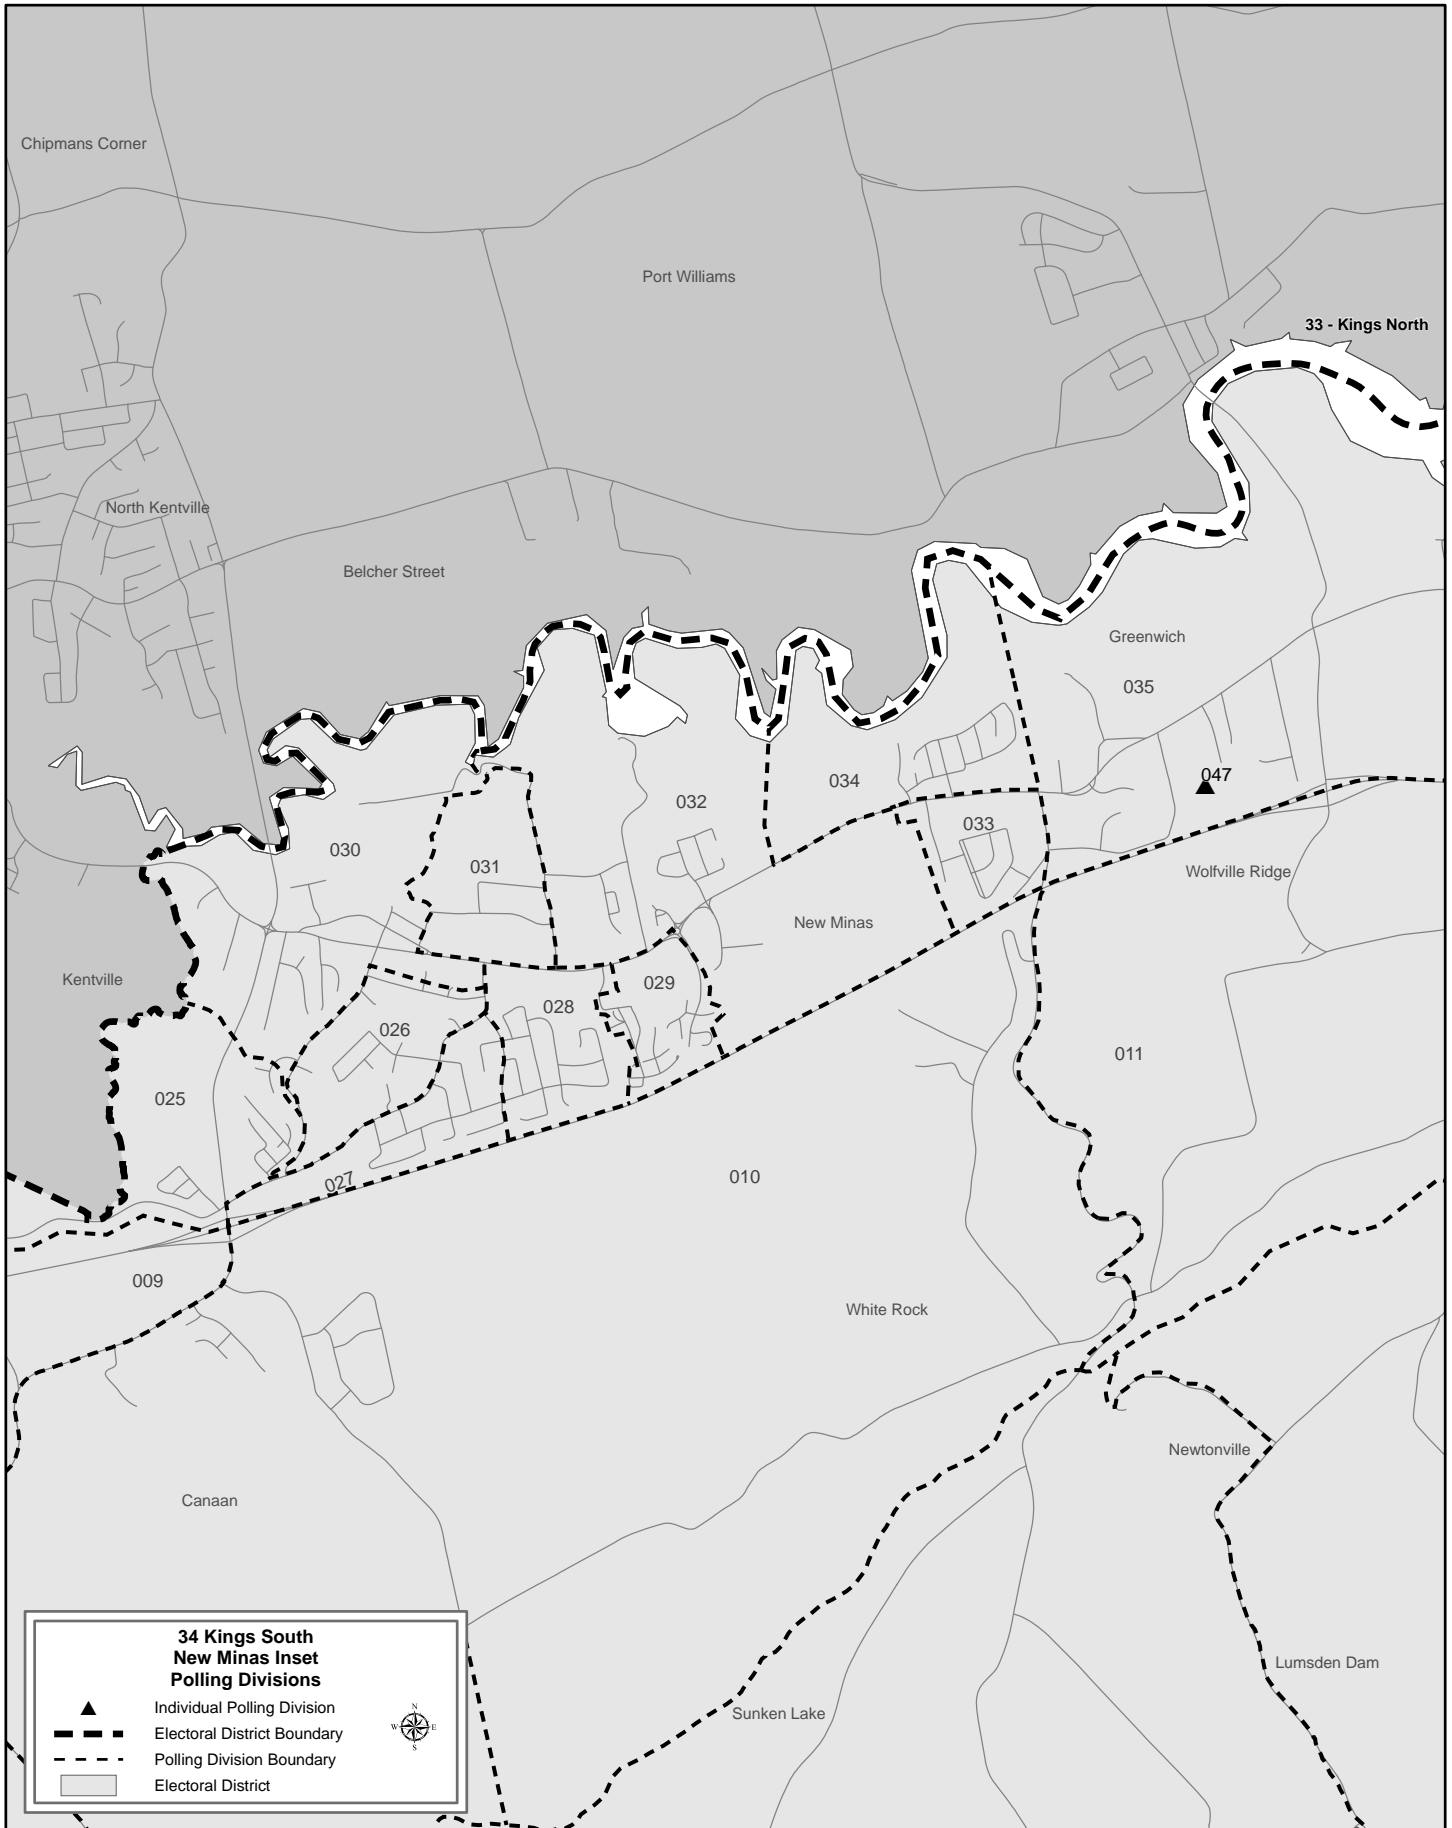 Chipmans Corner
Port Williams
33 - Kings North
North Kentville
Belcher Street
Greenwich
035
047
034
032
033
030
031
Wolfville Ridge
New Minas
Kentville
029
028
026
011
025
010
027
009
White Rock
Newtonville
Canaan
Lumsden Dam
Sunken Lake
34 Kings South
New Minas Inset
Polling Divisions
Individual Polling Division
Electoral District Boundary
Polling Division Boundary
Electoral District
N
W E
S